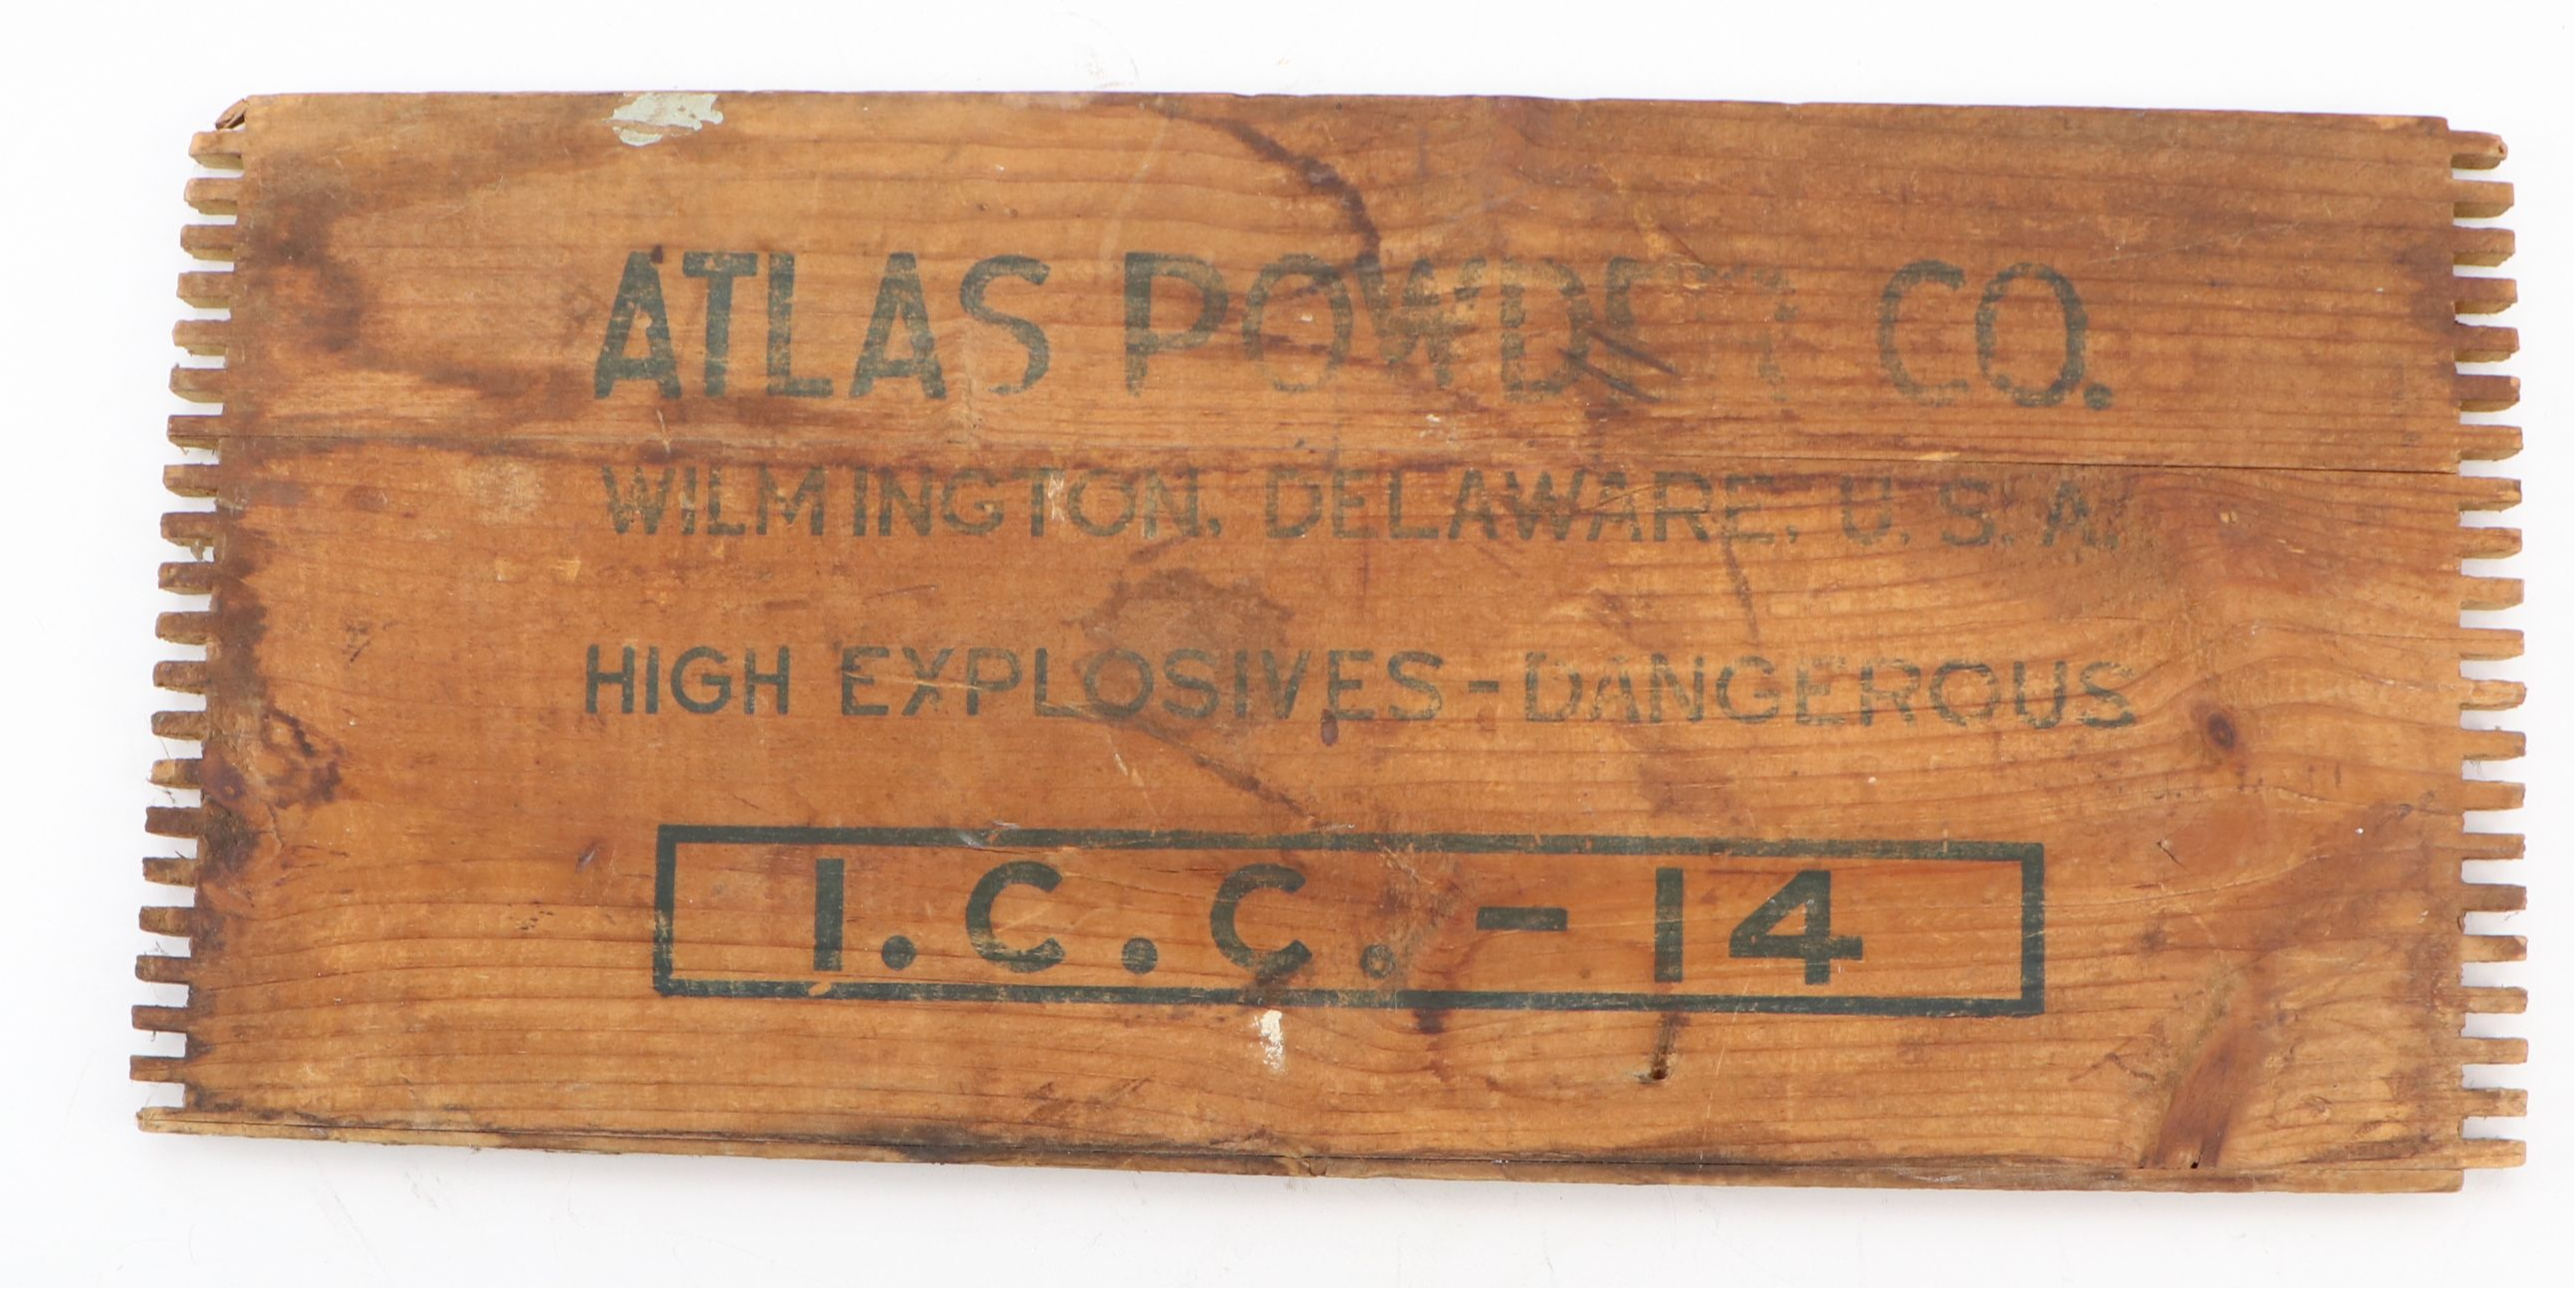 ATLAS POWDER CO.
WILMINGTON, DELAWARE, U.S.A.
HIGH EXPLOSIVES-DANGEROUS
I.C.C.-14